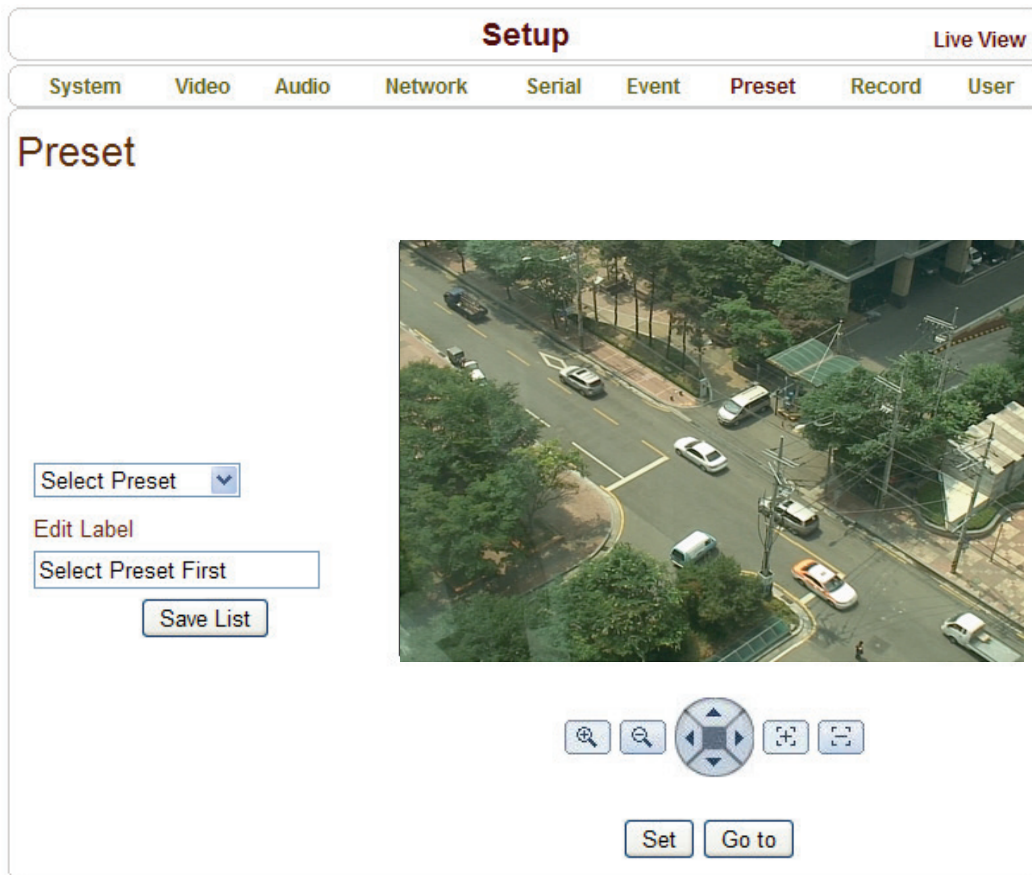 Setup
Live View
System Video Audio Network Serial Event Preset Record User
Preset
Select Preset
Edit Label
Select Preset First
Save List
Set Go to